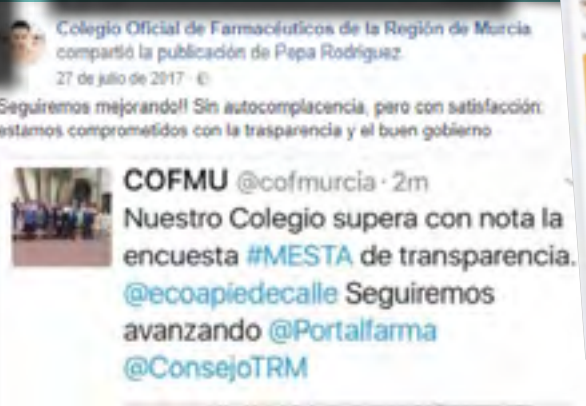 Colegio Oficial de Farmacéuticos de la Región de Murcia
compartió la publicación de Pepa Rodriguez.
27 de julio de 2017 ·
Seguiremos mejorando!! Sin autocomplacencia, pero con satisfacción:
estamos comprometidos con la trasparencia y el buen gobierno
COFMU @cofmurcia · 2m
Nuestro Colegio supera con nota la
encuesta #MESTA de transparencia.
@ecoapiedecalle Seguiremos
avanzando @Portalfarma
@ConsejoTRM